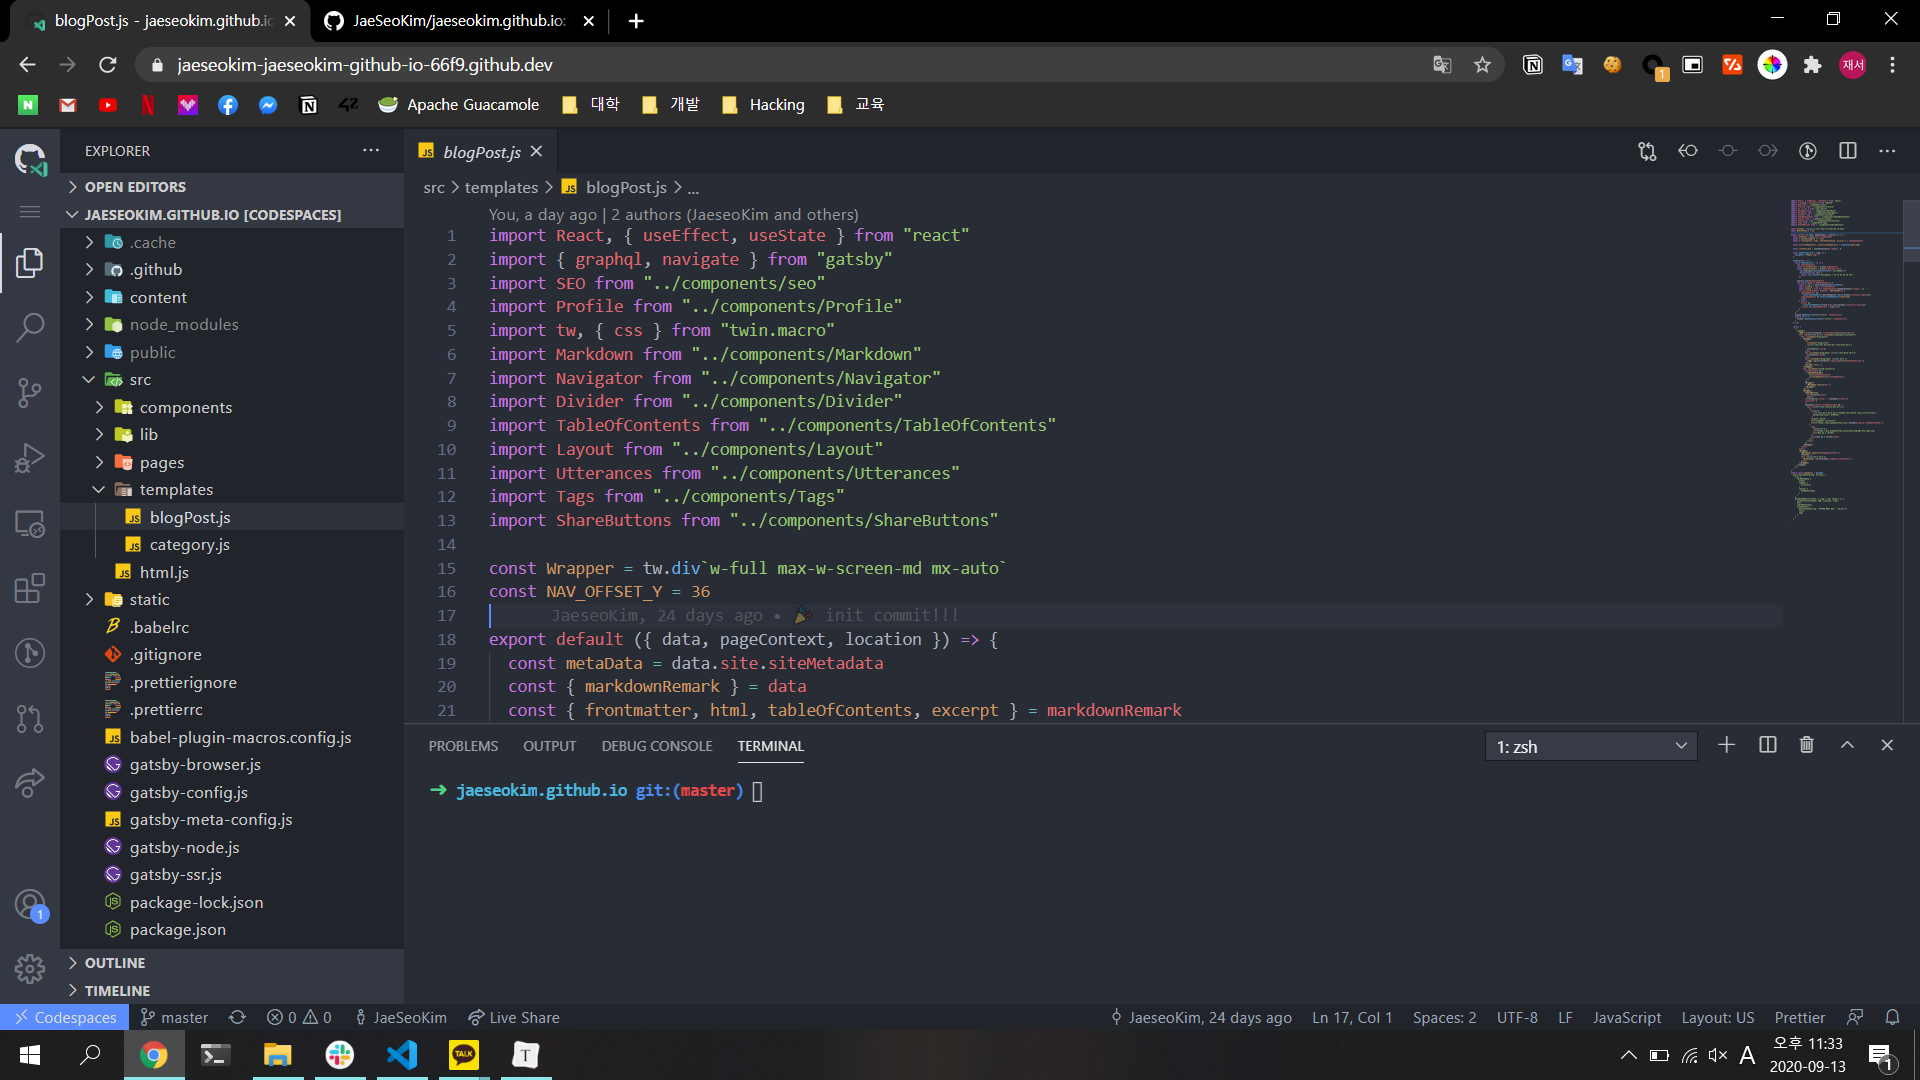 blogPost.js - jaeseokim.github.io
JaeSeoKim/jaeseokim.github.io:
jaeseokim-jaeseokim-github-io-66f9.github.dev
1
재서
Apache Guacamole
대학
개발
Hacking
교육
EXPLORER
OPEN EDITORS
JAESEOKIM.GITHUB.IO [CODESPACES]
.cache
.github
content
node_modules
public
src
components
lib
pages
templates
blogPost.js
category.js
html.js
static
.babelrc
.gitignore
.prettierignore
.prettierrc
babel-plugin-macros.config.js
gatsby-browser.js
gatsby-config.js
gatsby-meta-config.js
gatsby-node.js
gatsby-ssr.js
package-lock.json
package.json
OUTLINE
TIMELINE
1
blogPost.js
src > templates > JS blogPost.js > ...
You, a day ago | 2 authors (JaeseoKim and others)
1 import React, { useEffect, useState } from "react"
2 import { graphql, navigate } from "gatsby"
3 import SEO from "../components/seo"
4 import Profile from "../components/Profile"
5 import tw, { css } from "twin.macro"
6 import Markdown from "../components/Markdown"
7 import Navigator from "../components/Navigator"
8 import Divider from "../components/Divider"
9 import TableOfContents from "../components/TableOfContents"
10 import Layout from "../components/Layout"
11 import Utterances from "../components/Utterances"
12 import Tags from "../components/Tags"
13 import ShareButtons from "../components/ShareButtons"
14
15 const Wrapper = tw.div`w-full max-w-screen-md mx-auto`
16 const NAV_OFFSET_Y = 36
17 JaeseoKim, 24 days ago • 🎉 init commit!!!
18 export default ({ data, pageContext, location }) => {
19 const metaData = data.site.siteMetadata
20 const { markdownRemark } = data
21 const { frontmatter, html, tableOfContents, excerpt } = markdownRemark
PROBLEMS OUTPUT DEBUG CONSOLE TERMINAL
1: zsh
➜ jaeseokim.github.io git:(master)
Codespaces master 0 0 JaeSeoKim Live Share
JaeseoKim, 24 days ago Ln 17, Col 1 Spaces: 2 UTF-8 LF JavaScript Layout: US Prettier
TALK
T
A
오후 11:33
2020-09-13
1